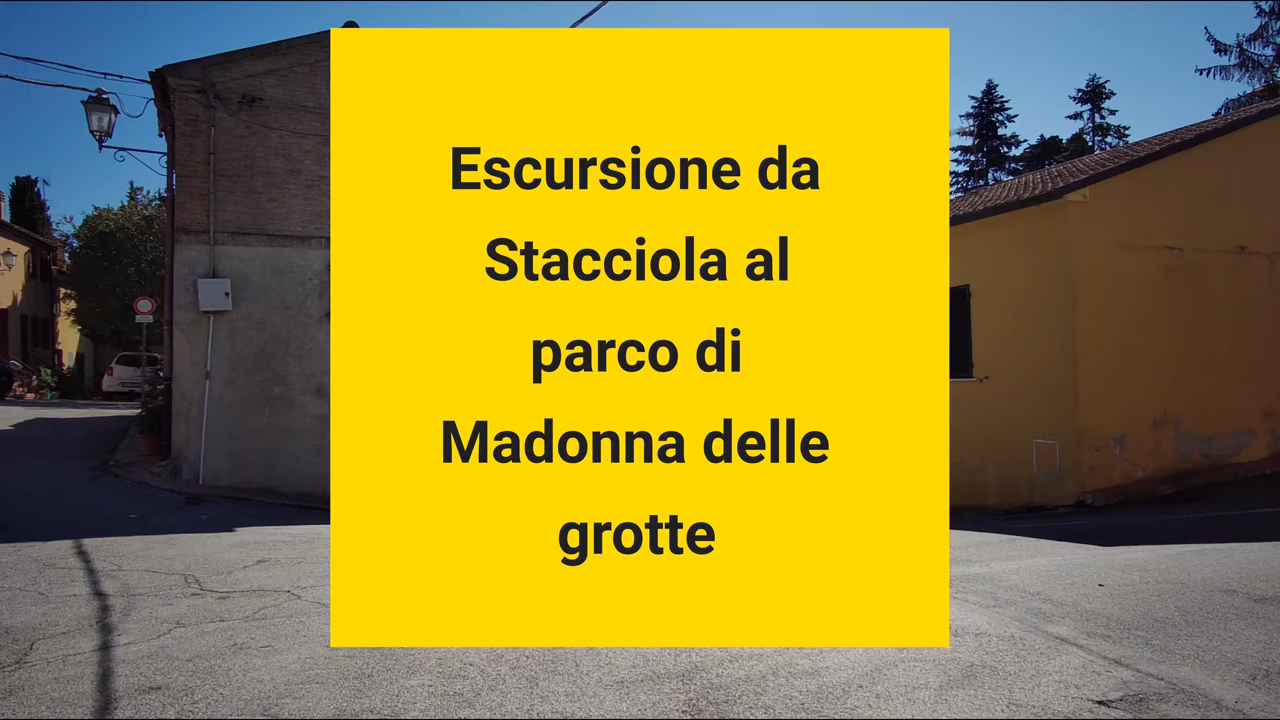 Escursione da
Stacciola al
parco di
Madonna delle
grotte